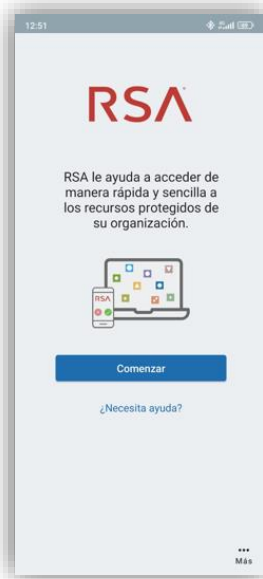 12:51
RSA
RSA le ayuda a acceder de
manera rápida y sencilla a
los recursos protegidos de
su organización.
RSA
Comenzar
¿Necesita ayuda?
Más